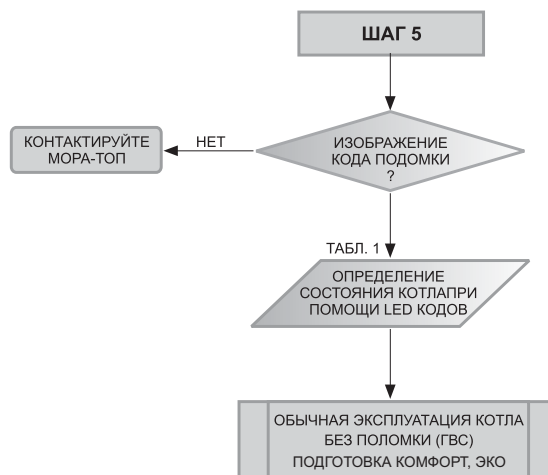 ШАГ 5
ИЗОБРАЖЕНИЕ
КОДА ПОДОМКИ
?
НЕТ
КОНТАКТИРУЙТЕ
МОРА-ТОП
ТАБЛ. 1
ОПРЕДЕЛЕНИЕ
СОСТОЯНИЯ КОТЛАПРИ
ПОМОЩИ LED КОДОВ
ОБЫЧНАЯ ЭКСПЛУАТАЦИЯ КОТЛА
БЕЗ ПОЛОМКИ (ГВС)
ПОДГОТОВКА КОМФОРТ, ЭКО